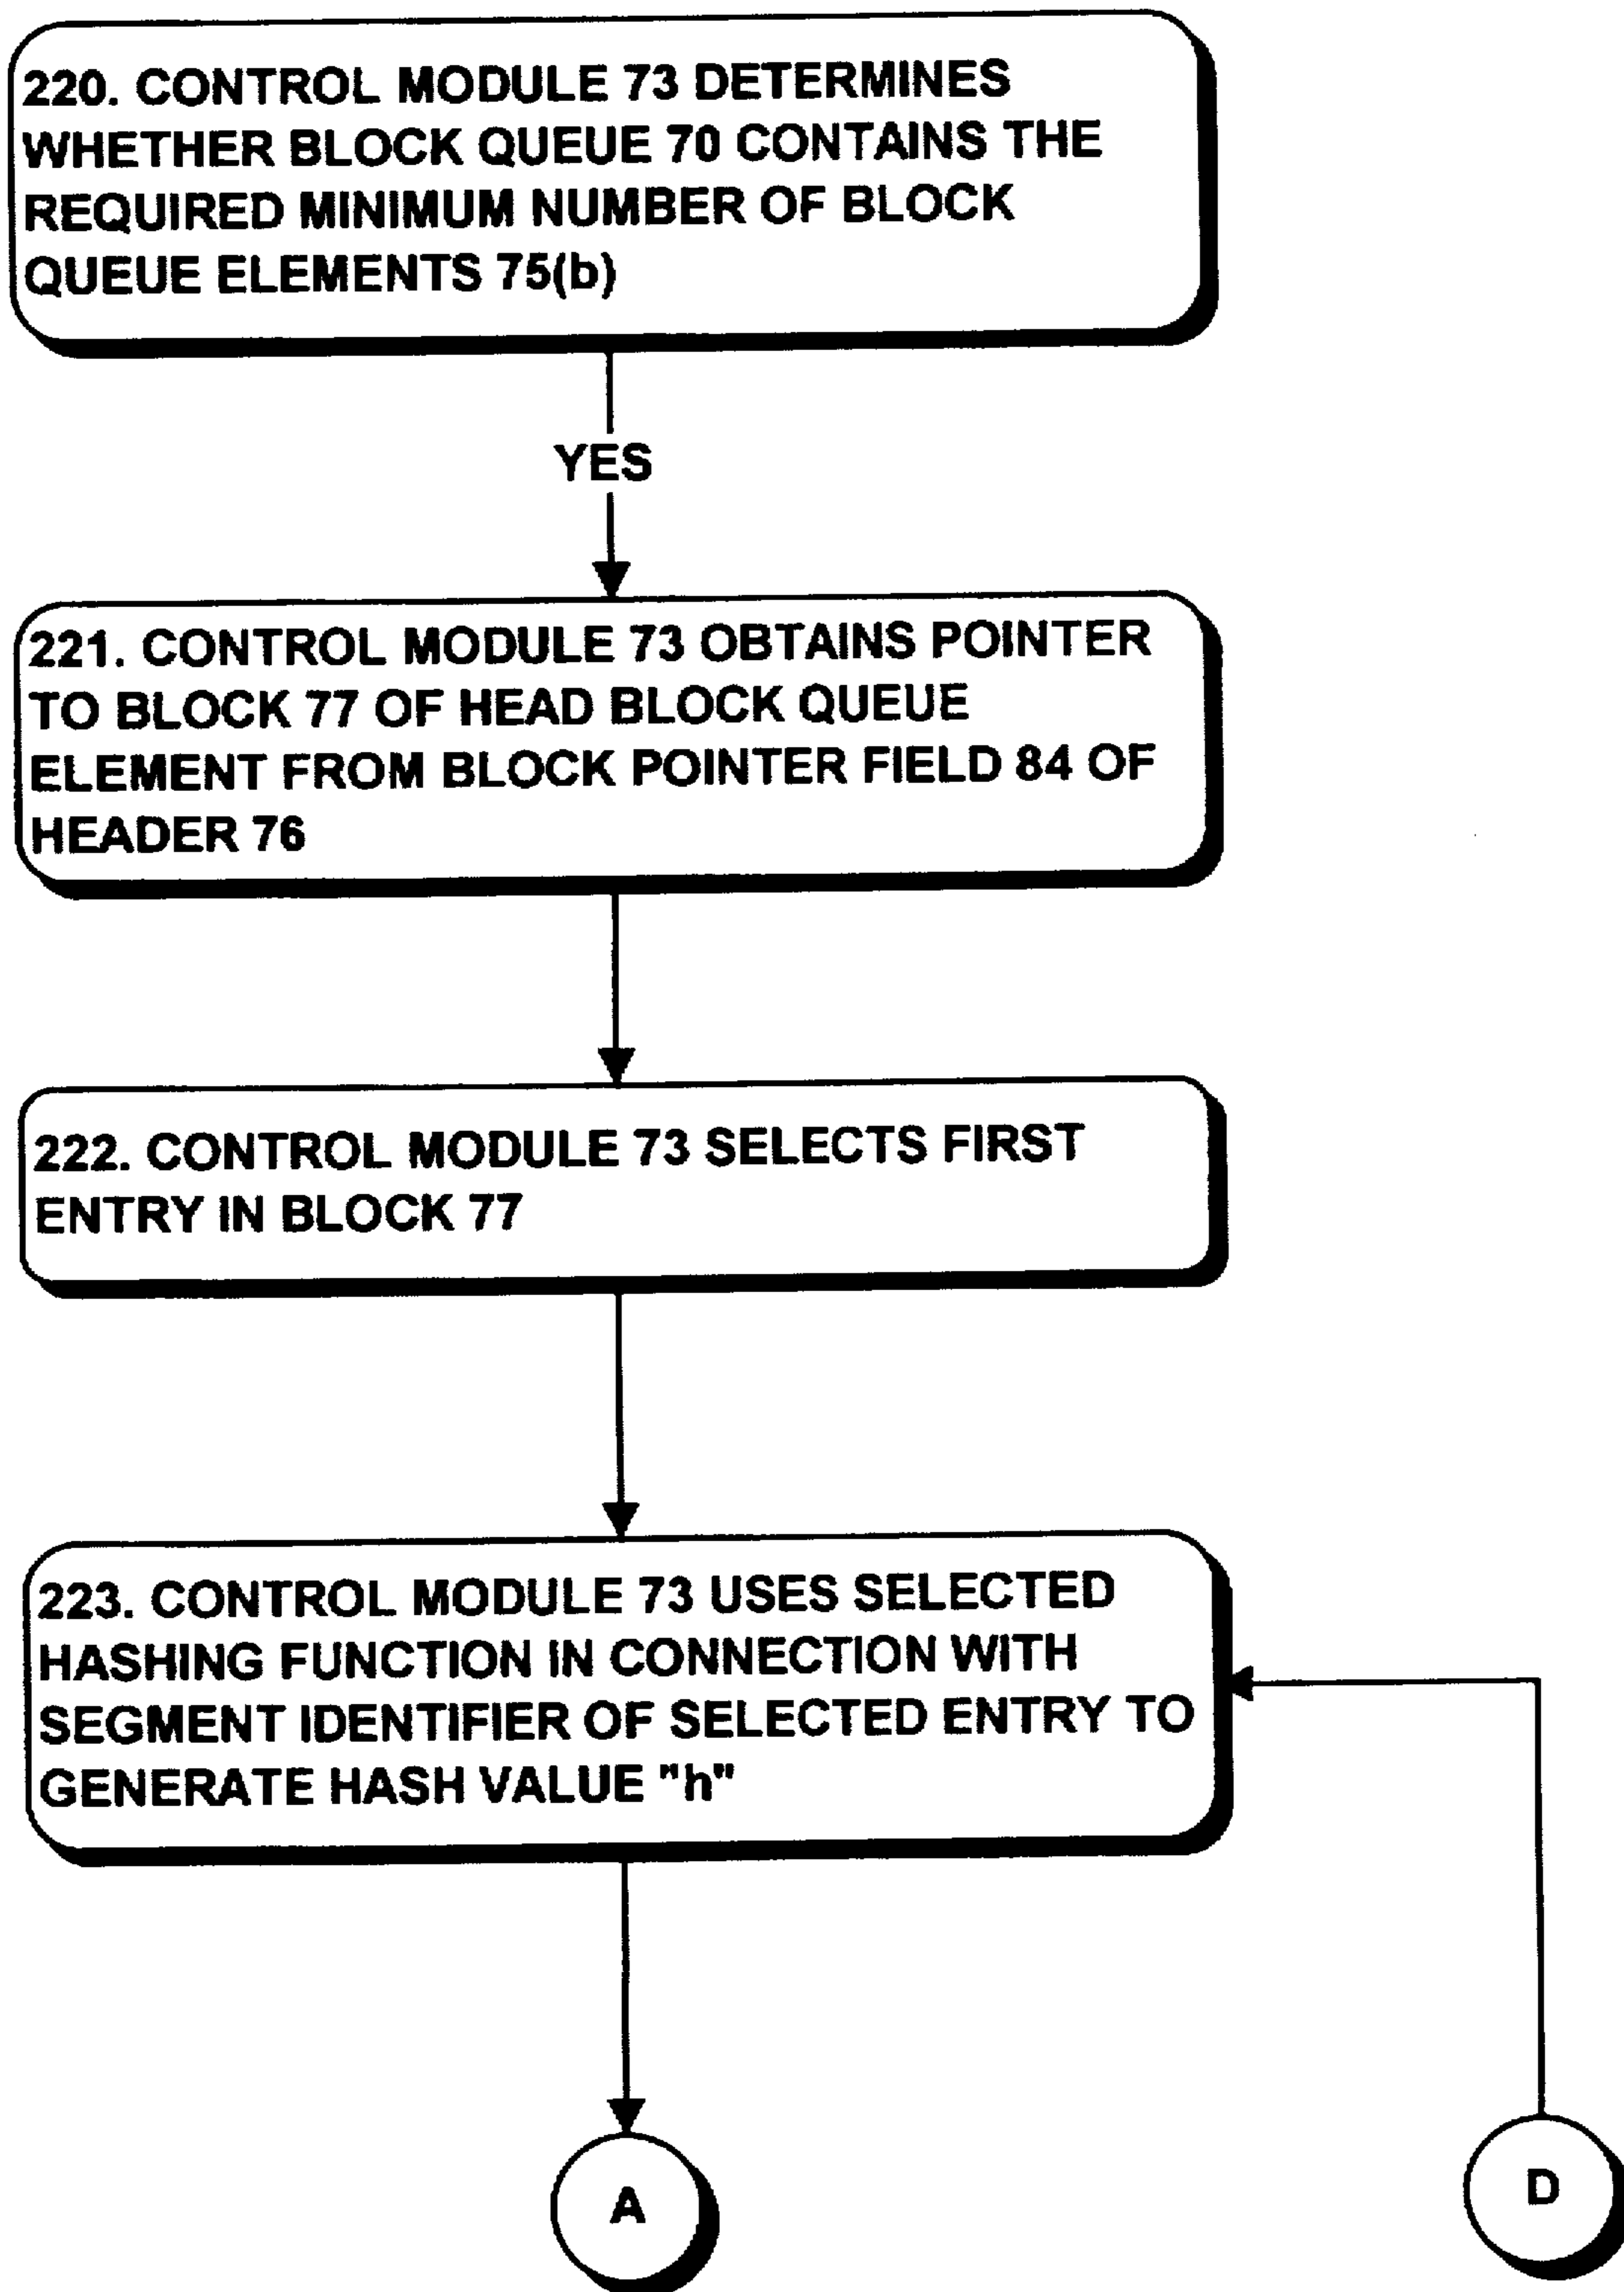 220. CONTROL MODULE 73 DETERMINES
WHETHER BLOCK QUEUE 70 CONTAINS THE
REQUIRED MINIMUM NUMBER OF BLOCK
QUEUE ELEMENTS 75(b)
YES
221. CONTROL MODULE 73 OBTAINS POINTER
TO BLOCK 77 OF HEAD BLOCK QUEUE
ELEMENT FROM BLOCK POINTER FIELD 84 OF
HEADER 76
222. CONTROL MODULE 73 SELECTS FIRST
ENTRY IN BLOCK 77
223. CONTROL MODULE 73 USES SELECTED
HASHING FUNCTION IN CONNECTION WITH
SEGMENT IDENTIFIER OF SELECTED ENTRY TO
GENERATE HASH VALUE "h"
A
D